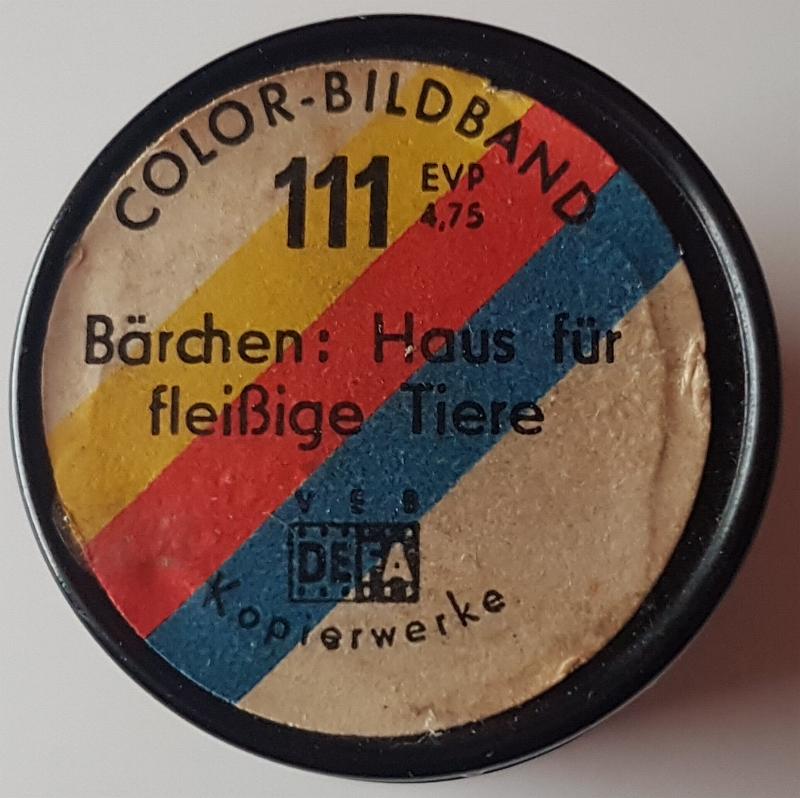 COLOR-BILDBAND
111 EVP
4,75
Bärchen: Haus für
fleißige Tiere
VEB
DEFA
Kopierwerke